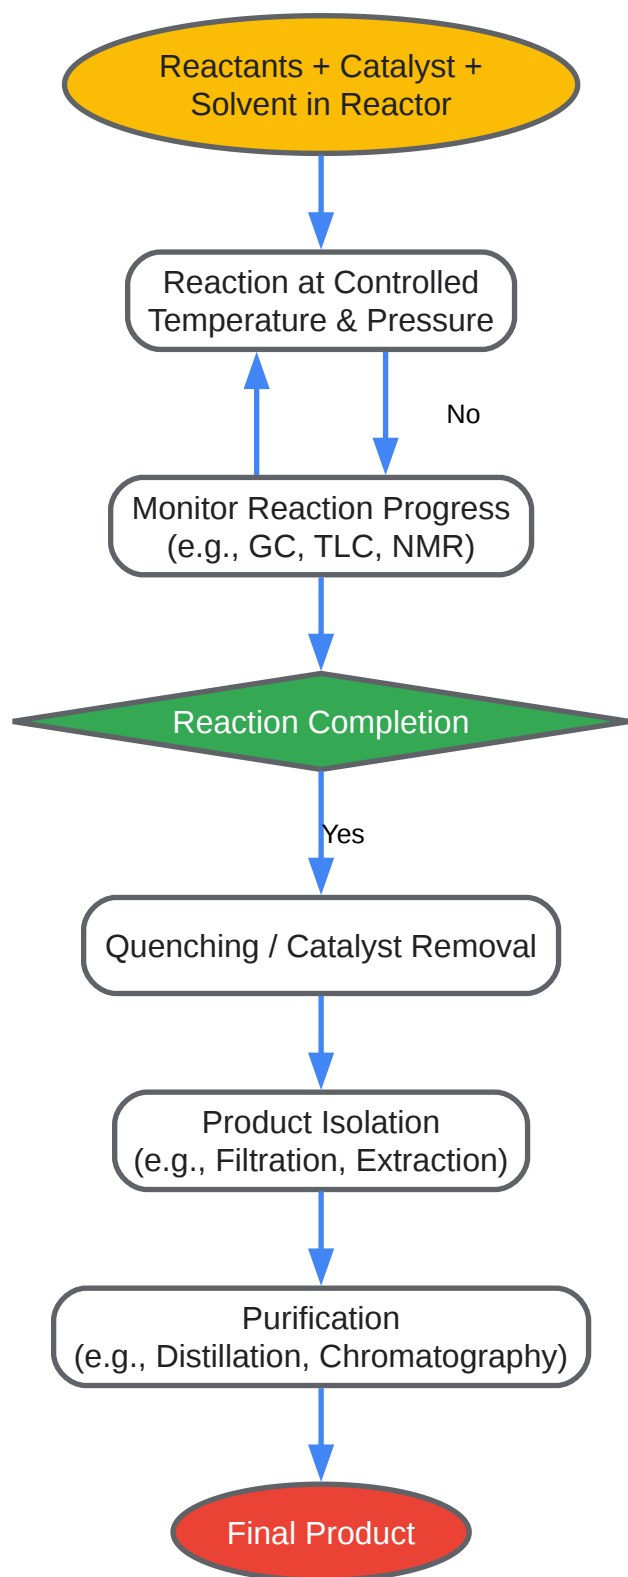 Reactants + Catalyst +
Solvent in Reactor
Reaction at Controlled
Temperature & Pressure
No
Monitor Reaction Progress
(e.g., GC, TLC, NMR)
Reaction Completion
Yes
Quenching / Catalyst Removal
Product Isolation
(e.g., Filtration, Extraction)
Purification
(e.g., Distillation, Chromatography)
Final Product